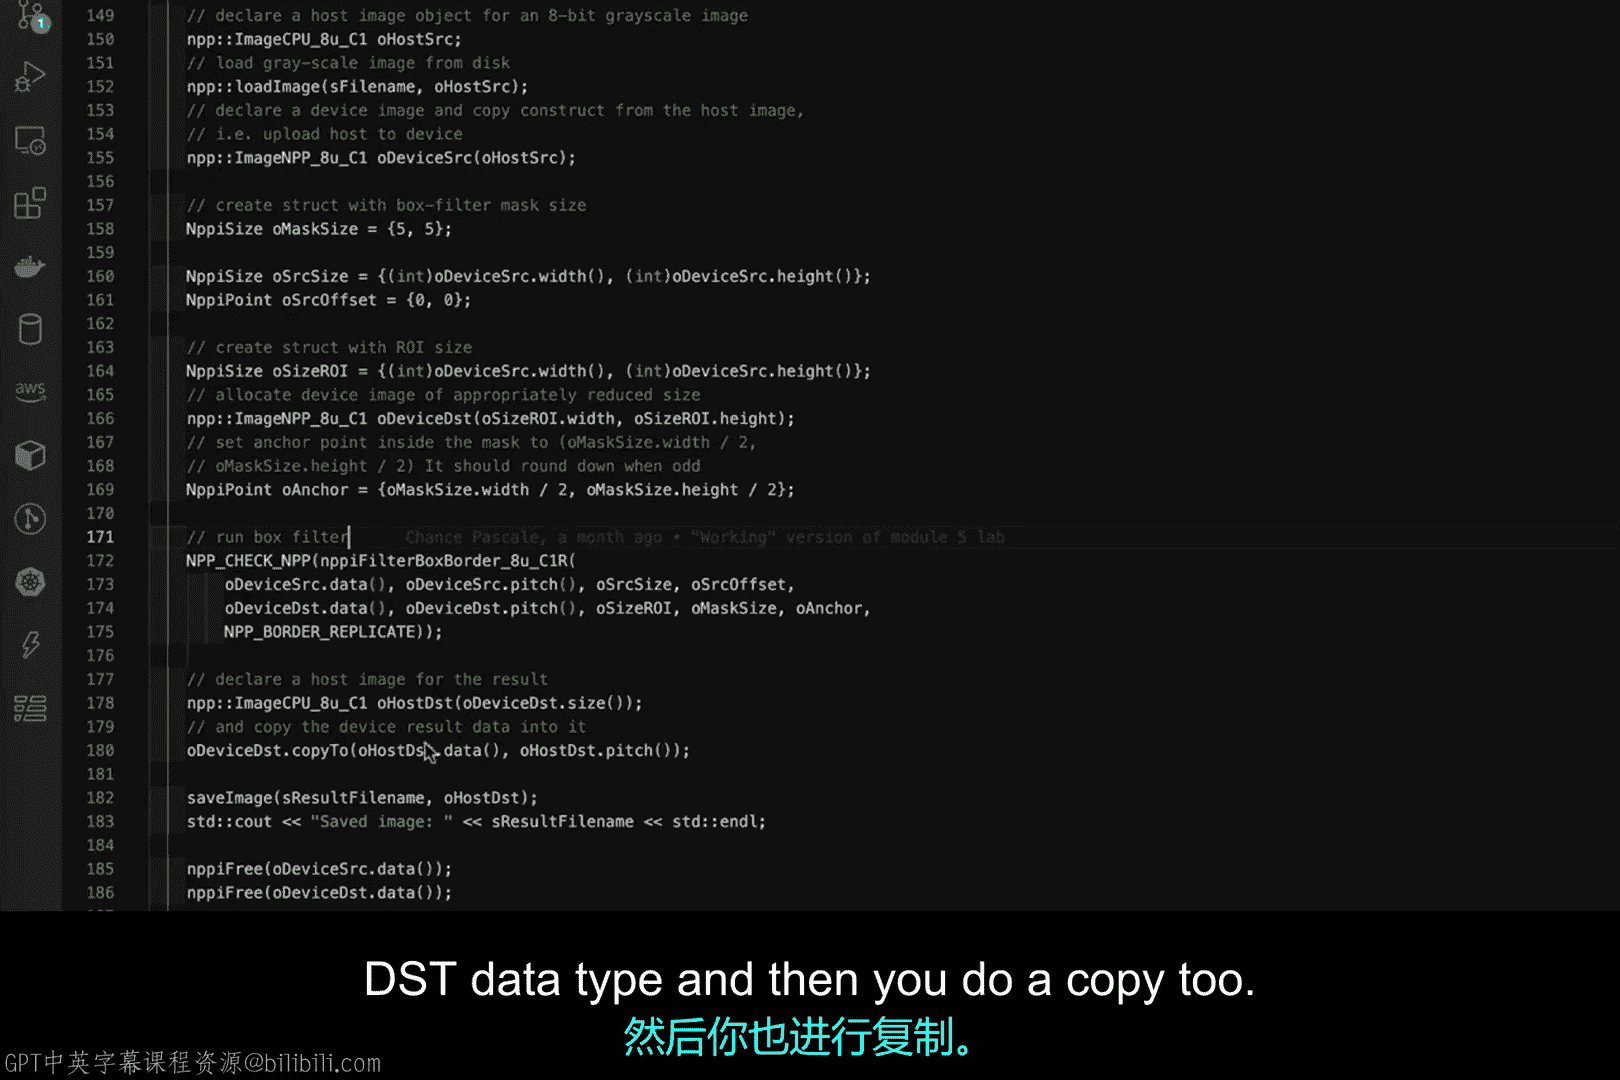 149 // declare a host image object for an 8-bit grayscale image
1
150 npp::ImageCPU_8u_C1 oHostSrc;
151 // load gray-scale image from disk
152 npp::loadImage(sFilename, oHostSrc);
153 // declare a device image and copy construct from the host image,
154 // i.e. upload host to device
155 npp::ImageNPP_8u_C1 oDeviceSrc(oHostSrc);
156
157 // create struct with box-filter mask size
158 NppiSize oMaskSize = {5, 5};
159
160 NppiSize oSrcSize = {(int)oDeviceSrc.width(), (int)oDeviceSrc.height()};
161 NppiPoint oSrcOffset = {0, 0};
162
163 // create struct with ROI size
164 NppiSize oSizeROI = {(int)oDeviceSrc.width(), (int)oDeviceSrc.height()};
165 // allocate device image of appropriately reduced size
aws
166 npp::ImageNPP_8u_C1 oDeviceDst(oSizeROI.width, oSizeROI.height);
167 // set anchor point inside the mask to (oMaskSize.width / 2,
168 // oMaskSize.height / 2) It should round down when odd
169 NppiPoint oAnchor = {oMaskSize.width / 2, oMaskSize.height / 2};
170
171 // run box filter Chance Pascale, a month ago • "Working" version of module 5 lab
172 NPP_CHECK_NPP(nppiFilterBoxBorder_8u_C1R(
173 oDeviceSrc.data(), oDeviceSrc.pitch(), oSrcSize, oSrcOffset,
174 oDeviceDst.data(), oDeviceDst.pitch(), oSizeROI, oMaskSize, oAnchor,
175 NPP_BORDER_REPLICATE));
176
177 // declare a host image for the result
178 npp::ImageCPU_8u_C1 oHostDst(oDeviceDst.size());
179 // and copy the device result data into it
180 oDeviceDst.copyTo(oHostDst.data(), oHostDst.pitch());
181
182 saveImage(sResultFilename, oHostDst);
183 std::cout << "Saved image: " << sResultFilename << std::endl;
184
185 nppiFree(oDeviceSrc.data());
186 nppiFree(oDeviceDst.data());
DST data type and then you do a copy too.
然后你也进行复制。
GPT中英字幕课程资源@bilibili.com